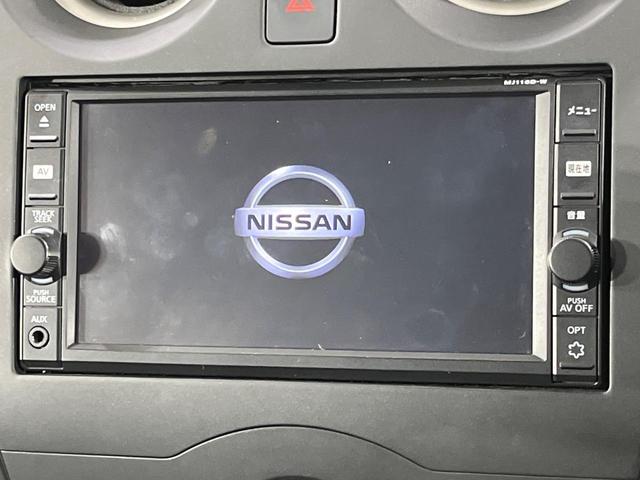 MJ116D-W
OPEN
AV
TRACK
SEEK
PUSH
SOURCE
AUX
NISSAN
メニュー
現在地
音量
PUSH
AV OFF
OPT